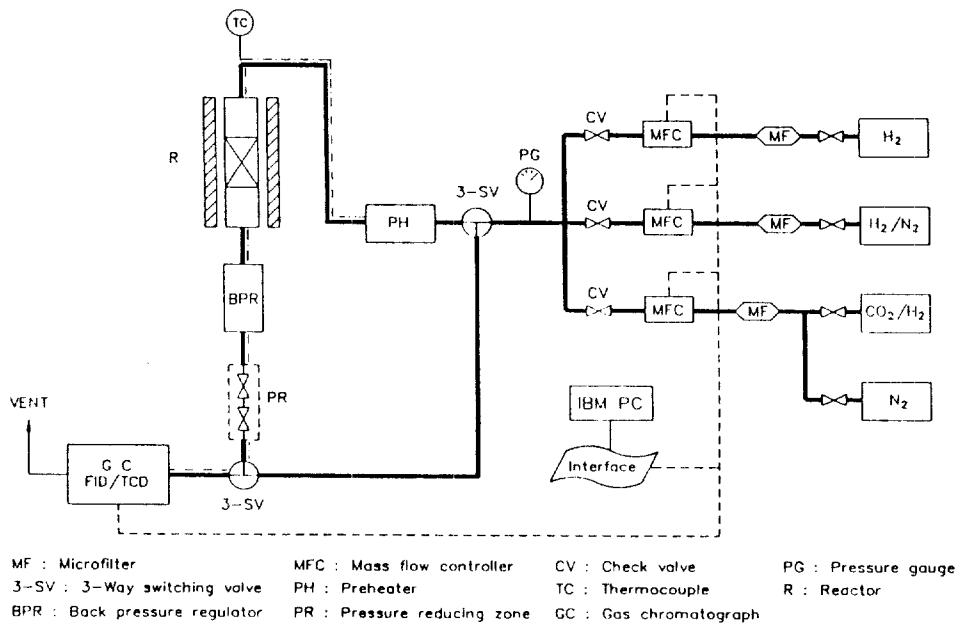 TC
CV
MFC
MF
H2
R
PG
3-SV
PH
CV
MFC
MF
H2/N2
BPR
CV
MFC
MF
CO2/H2
PR
IBM PC
N2
VENT
Interface
G C
FID/TCD
3-SV
MF : Microfilter
MFC : Mass flow controller
CV : Check valve
PG : Pressure gauge
3-SV : 3-Way switching valve
PH : Preheater
TC : Thermocouple
R : Reactor
BPR : Back pressure regulator
PR : Pressure reducing zone
GC : Gas chromatograph